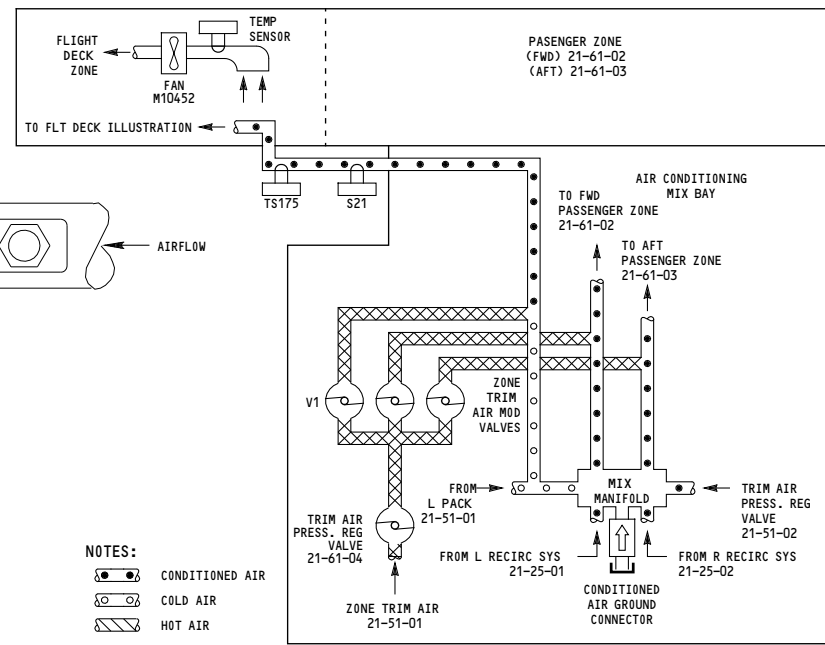 FLIGHT
DECK
ZONE
TEMP
SENSOR
FAN
M10452
PASENGER ZONE
(FWD) 21-61-02
(AFT) 21-61-03
TO FLT DECK ILLUSTRATION
TS175
S21
AIR CONDITIONING
MIX BAY
TO FWD
PASSENGER ZONE
21-61-02
TO AFT
PASSENGER ZONE
21-61-03
AIRFLOW
V1
ZONE
TRIM
AIR MOD
VALVES
FROM
L PACK
21-51-01
MIX
MANIFOLD
TRIM AIR
PRESS. REG
VALVE
21-51-02
TRIM AIR
PRESS. REG
VALVE
21-61-04
FROM L RECIRC SYS
21-25-01
FROM R RECIRC SYS
21-25-02
CONDITIONED
AIR GROUND
CONNECTOR
ZONE TRIM AIR
21-51-01
NOTES:
CONDITIONED AIR
COLD AIR
HOT AIR